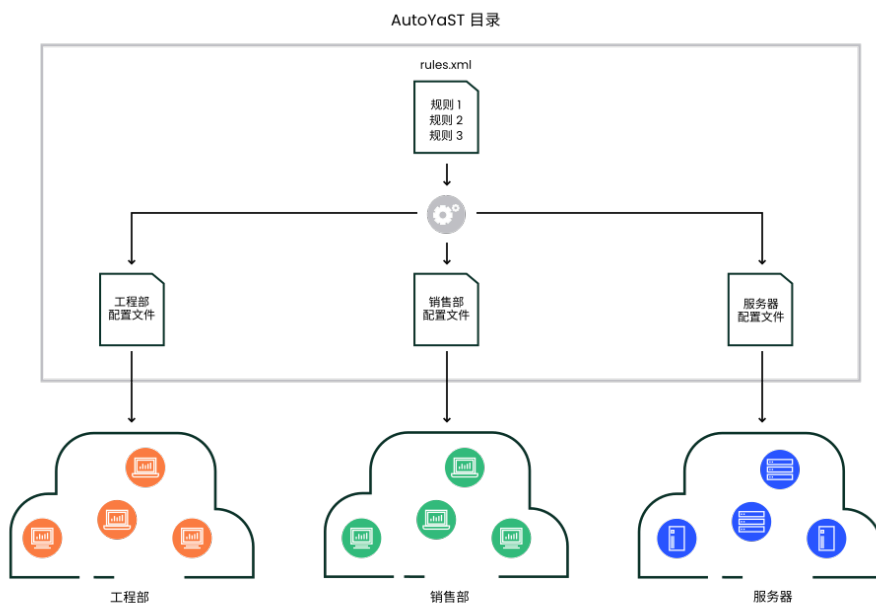 AutoYaST 目录
rules.xml
规则 1
规则 2
规则 3
工程部
配置文件
销售部
配置文件
服务器
配置文件
工程部
销售部
服务器